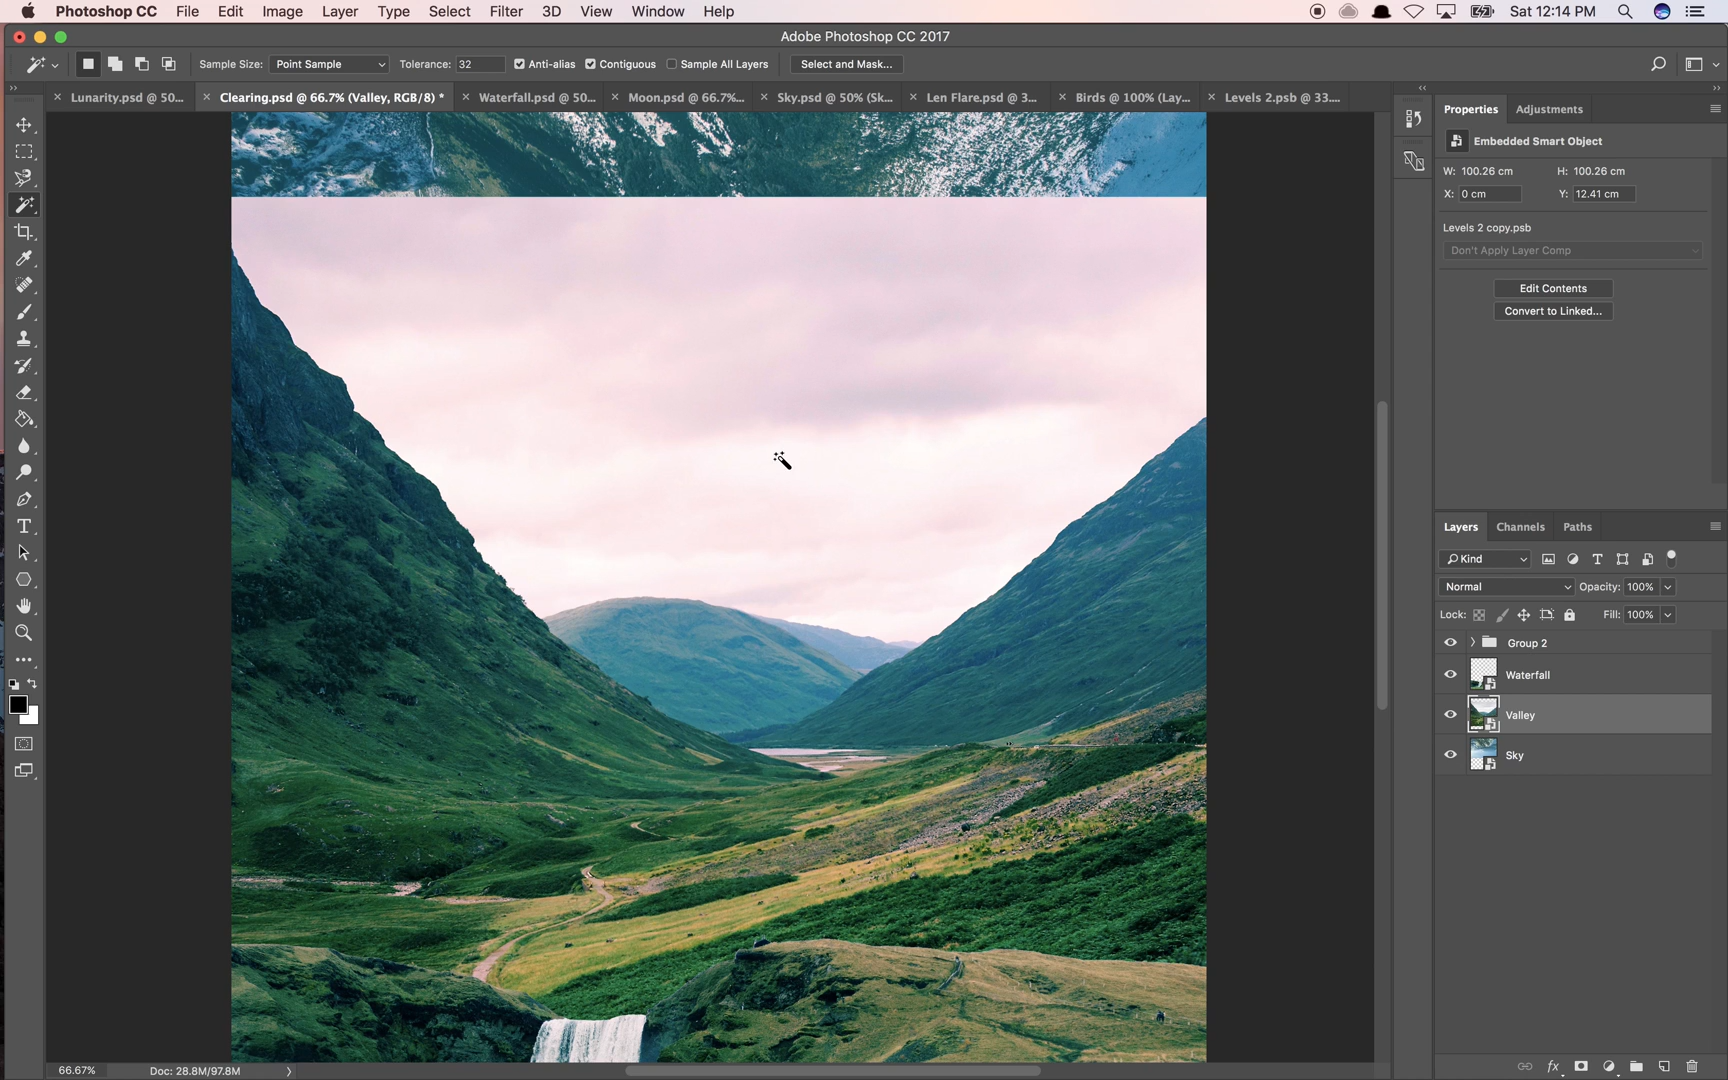 Photoshop CC File Edit Image Layer Type Select Filter 3D View Window Help Sat 12:14 PM
Adobe Photoshop CC 2017
Sample Size: Point Sample Tolerance: 32 Anti-alias Contiguous Sample All Layers Select and Mask...
Lunarity.psd @ 50... Clearing.psd @ 66.7% (Valley, RGB/8) * Waterfall.psd @ 50... Moon.psd @ 66.7%... Sky.psd @ 50% (Sk... Len Flare.psd @ 3... Birds @ 100% (Lay... Levels 2.psb @ 33....
Properties Adjustments
Embedded Smart Object
W: 100.26 cm H: 100.26 cm
X: 0 cm Y: 12.41 cm
Levels 2 copy.psb
Don't Apply Layer Comp
Edit Contents
Convert to Linked...
Layers Channels Paths
Kind
Normal Opacity: 100%
Lock: Fill: 100%
Group 2
Waterfall
Valley
Sky
fx
66.67% Doc: 28.8M/97.8M